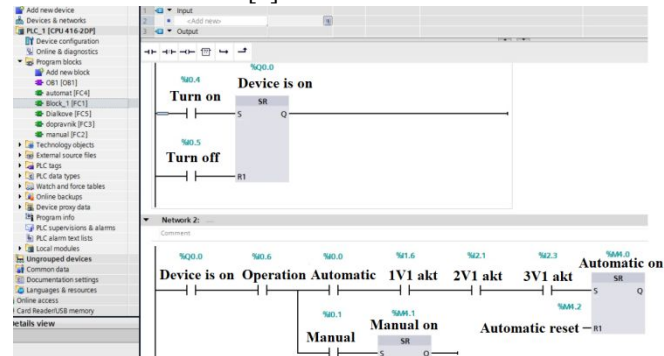 Add new device
Devices & networks
PLC_1 [CPU 416-2DP]
Device configuration
Online & diagnostics
Program blocks
Add new block
OB1 [OB1]
automat [FC4]
Block_1 [FC1]
Dialkove [FC5]
dopravnik [FC3]
manual [FC2]
Technology objects
External source files
PLC tags
PLC data types
Watch and force tables
Online backups
Device proxy data
Program info
PLC supervisions & alarms
PLC alarm text lists
Local modules
Ungrouped devices
Common data
Documentation settings
Languages & resources
Online access
Card Reader/USB memory
etails view
1 Input
2 <Add new>
3 Output
%Q0.0
%I0.4 Device is on
Turn on SR
S Q
%I0.5
Turn off
R1
Network 2: .....
Comment
%Q0.0 %I0.6 %I0.0 %I1.6 %I2.1 %I2.3 %M4.0
Automatic on
Device is on Operation Automatic 1V1 akt 2V1 akt 3V1 akt SR
S Q
%I0.1 %M4.1 %M4.2
Manual on
Manual SR Automatic reset R1
S Q